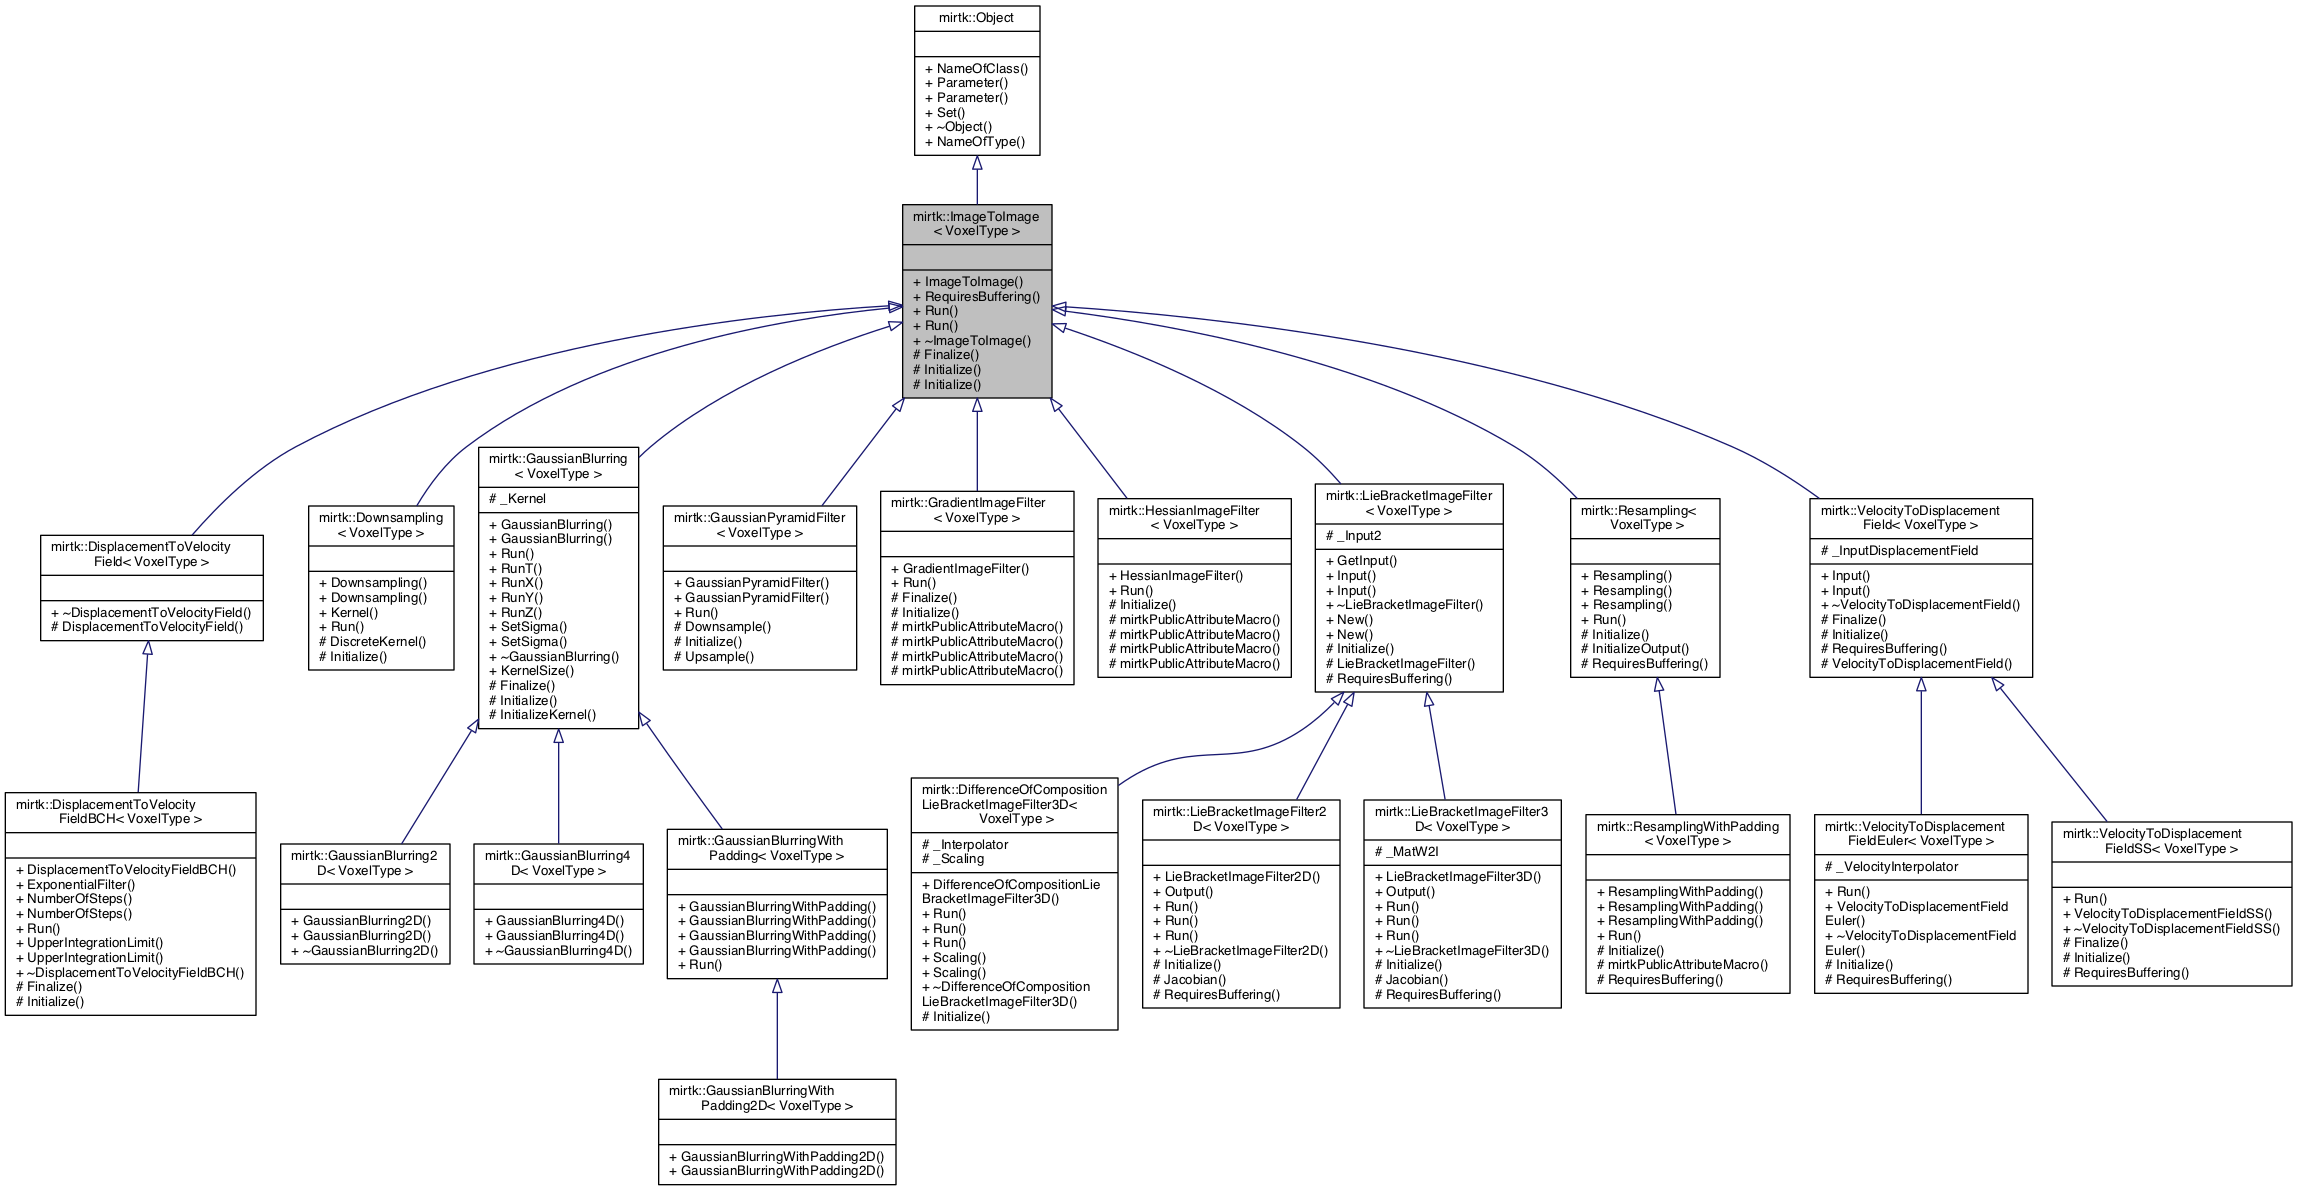 mirtk::Object
+ NameOfClass()
+ Parameter()
+ Parameter()
+ Set()
+ ~Object()
+ NameOfType()
mirtk::ImageToImage
< VoxelType >
+ ImageToImage()
+ RequiresBuffering()
+ Run()
+ Run()
+ ~ImageToImage()
# Finalize()
# Initialize()
# Initialize()
mirtk::DisplacementToVelocity
Field< VoxelType >
+ ~DisplacementToVelocityField()
# DisplacementToVelocityField()
mirtk::Downsampling
< VoxelType >
+ Downsampling()
+ Downsampling()
+ Kernel()
+ Run()
# DiscreteKernel()
# Initialize()
mirtk::GaussianBlurring
< VoxelType >
# _Kernel
+ GaussianBlurring()
+ GaussianBlurring()
+ Run()
+ RunT()
+ RunX()
+ RunY()
+ RunZ()
+ SetSigma()
+ SetSigma()
+ ~GaussianBlurring()
+ KernelSize()
# Finalize()
# Initialize()
# InitializeKernel()
mirtk::GaussianPyramidFilter
< VoxelType >
+ GaussianPyramidFilter()
+ GaussianPyramidFilter()
+ Run()
# Downsample()
# Initialize()
# Upsample()
mirtk::GradientImageFilter
< VoxelType >
+ GradientImageFilter()
+ Run()
# Finalize()
# Initialize()
# mirtkPublicAttributeMacro()
# mirtkPublicAttributeMacro()
# mirtkPublicAttributeMacro()
# mirtkPublicAttributeMacro()
mirtk::HessianImageFilter
< VoxelType >
+ HessianImageFilter()
+ Run()
# Initialize()
# mirtkPublicAttributeMacro()
# mirtkPublicAttributeMacro()
# mirtkPublicAttributeMacro()
# mirtkPublicAttributeMacro()
mirtk::LieBracketImageFilter
< VoxelType >
# _Input2
+ GetInput()
+ Input()
+ Input()
+ ~LieBracketImageFilter()
+ New()
+ New()
# Initialize()
# LieBracketImageFilter()
# RequiresBuffering()
mirtk::Resampling<
VoxelType >
+ Resampling()
+ Resampling()
+ Resampling()
+ Run()
# Initialize()
# InitializeOutput()
# RequiresBuffering()
mirtk::VelocityToDisplacement
Field< VoxelType >
# _InputDisplacementField
+ Input()
+ Input()
+ ~VelocityToDisplacementField()
# Finalize()
# Initialize()
# RequiresBuffering()
# VelocityToDisplacementField()
mirtk::DisplacementToVelocity
FieldBCH< VoxelType >
+ DisplacementToVelocityFieldBCH()
+ ExponentialFilter()
+ NumberOfSteps()
+ NumberOfSteps()
+ Run()
+ UpperIntegrationLimit()
+ UpperIntegrationLimit()
+ ~DisplacementToVelocityFieldBCH()
# Finalize()
# Initialize()
mirtk::GaussianBlurring2
D< VoxelType >
+ GaussianBlurring2D()
+ GaussianBlurring2D()
+ ~GaussianBlurring2D()
mirtk::GaussianBlurring4
D< VoxelType >
+ GaussianBlurring4D()
+ GaussianBlurring4D()
+ ~GaussianBlurring4D()
mirtk::GaussianBlurringWith
Padding< VoxelType >
+ GaussianBlurringWithPadding()
+ GaussianBlurringWithPadding()
+ GaussianBlurringWithPadding()
+ GaussianBlurringWithPadding()
+ Run()
mirtk::DifferenceOfComposition
LieBracketImageFilter3D<
VoxelType >
# _Interpolator
# _Scaling
+ DifferenceOfCompositionLie
BracketImageFilter3D()
+ Run()
+ Run()
+ Run()
+ Scaling()
+ Scaling()
+ ~DifferenceOfComposition
LieBracketImageFilter3D()
# Initialize()
mirtk::LieBracketImageFilter2
D< VoxelType >
+ LieBracketImageFilter2D()
+ Output()
+ Run()
+ Run()
+ Run()
+ ~LieBracketImageFilter2D()
# Initialize()
# Jacobian()
# RequiresBuffering()
mirtk::LieBracketImageFilter3
D< VoxelType >
# _MatW2I
+ LieBracketImageFilter3D()
+ Output()
+ Run()
+ Run()
+ Run()
+ ~LieBracketImageFilter3D()
# Initialize()
# Jacobian()
# RequiresBuffering()
mirtk::ResamplingWithPadding
< VoxelType >
+ ResamplingWithPadding()
+ ResamplingWithPadding()
+ ResamplingWithPadding()
+ Run()
# Initialize()
# mirtkPublicAttributeMacro()
# RequiresBuffering()
mirtk::VelocityToDisplacement
FieldEuler< VoxelType >
# _VelocityInterpolator
+ Run()
+ VelocityToDisplacementField
Euler()
+ ~VelocityToDisplacementField
Euler()
# Initialize()
# RequiresBuffering()
mirtk::VelocityToDisplacement
FieldSS< VoxelType >
+ Run()
+ VelocityToDisplacementFieldSS()
+ ~VelocityToDisplacementFieldSS()
# Finalize()
# Initialize()
# RequiresBuffering()
mirtk::GaussianBlurringWith
Padding2D< VoxelType >
+ GaussianBlurringWithPadding2D()
+ GaussianBlurringWithPadding2D()